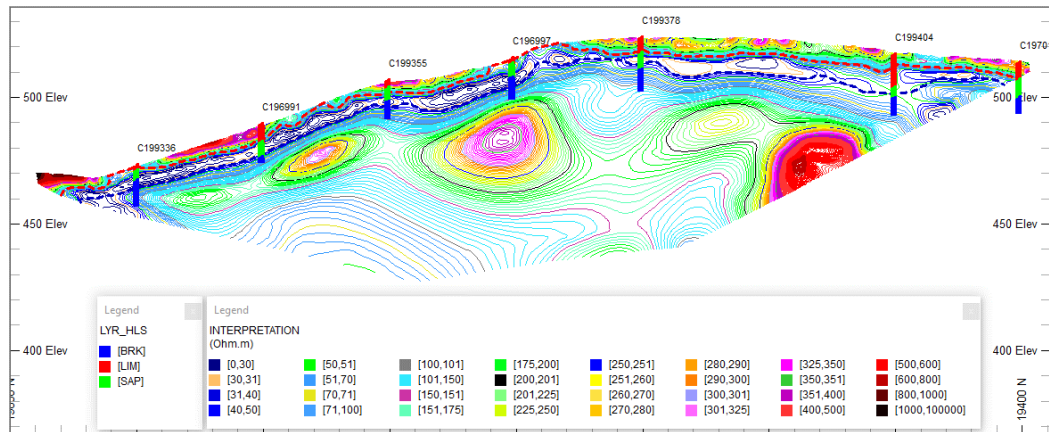 C199378
C196997
C199404
C1970
C199355
500 Elev
500 Elev
C196991
C199336
450 Elev
450 Elev
Legend
LYR_HLS
[BRK]
[LIM]
[SAP]
Legend
INTERPRETATION
(Ohm.m)
[0,30] [50,51] [100,101] [175,200] [250,251] [280,290] [325,350] [500,600]
[30,31] [51,70] [101,150] [200,201] [251,260] [290,300] [350,351] [600,800]
[31,40] [70,71] [150,151] [201,225] [260,270] [300,301] [351,400] [800,1000]
[40,50] [71,100] [151,175] [225,250] [270,280] [301,325] [400,500] [1000,100000]
400 Elev
400 Elev
19400 N